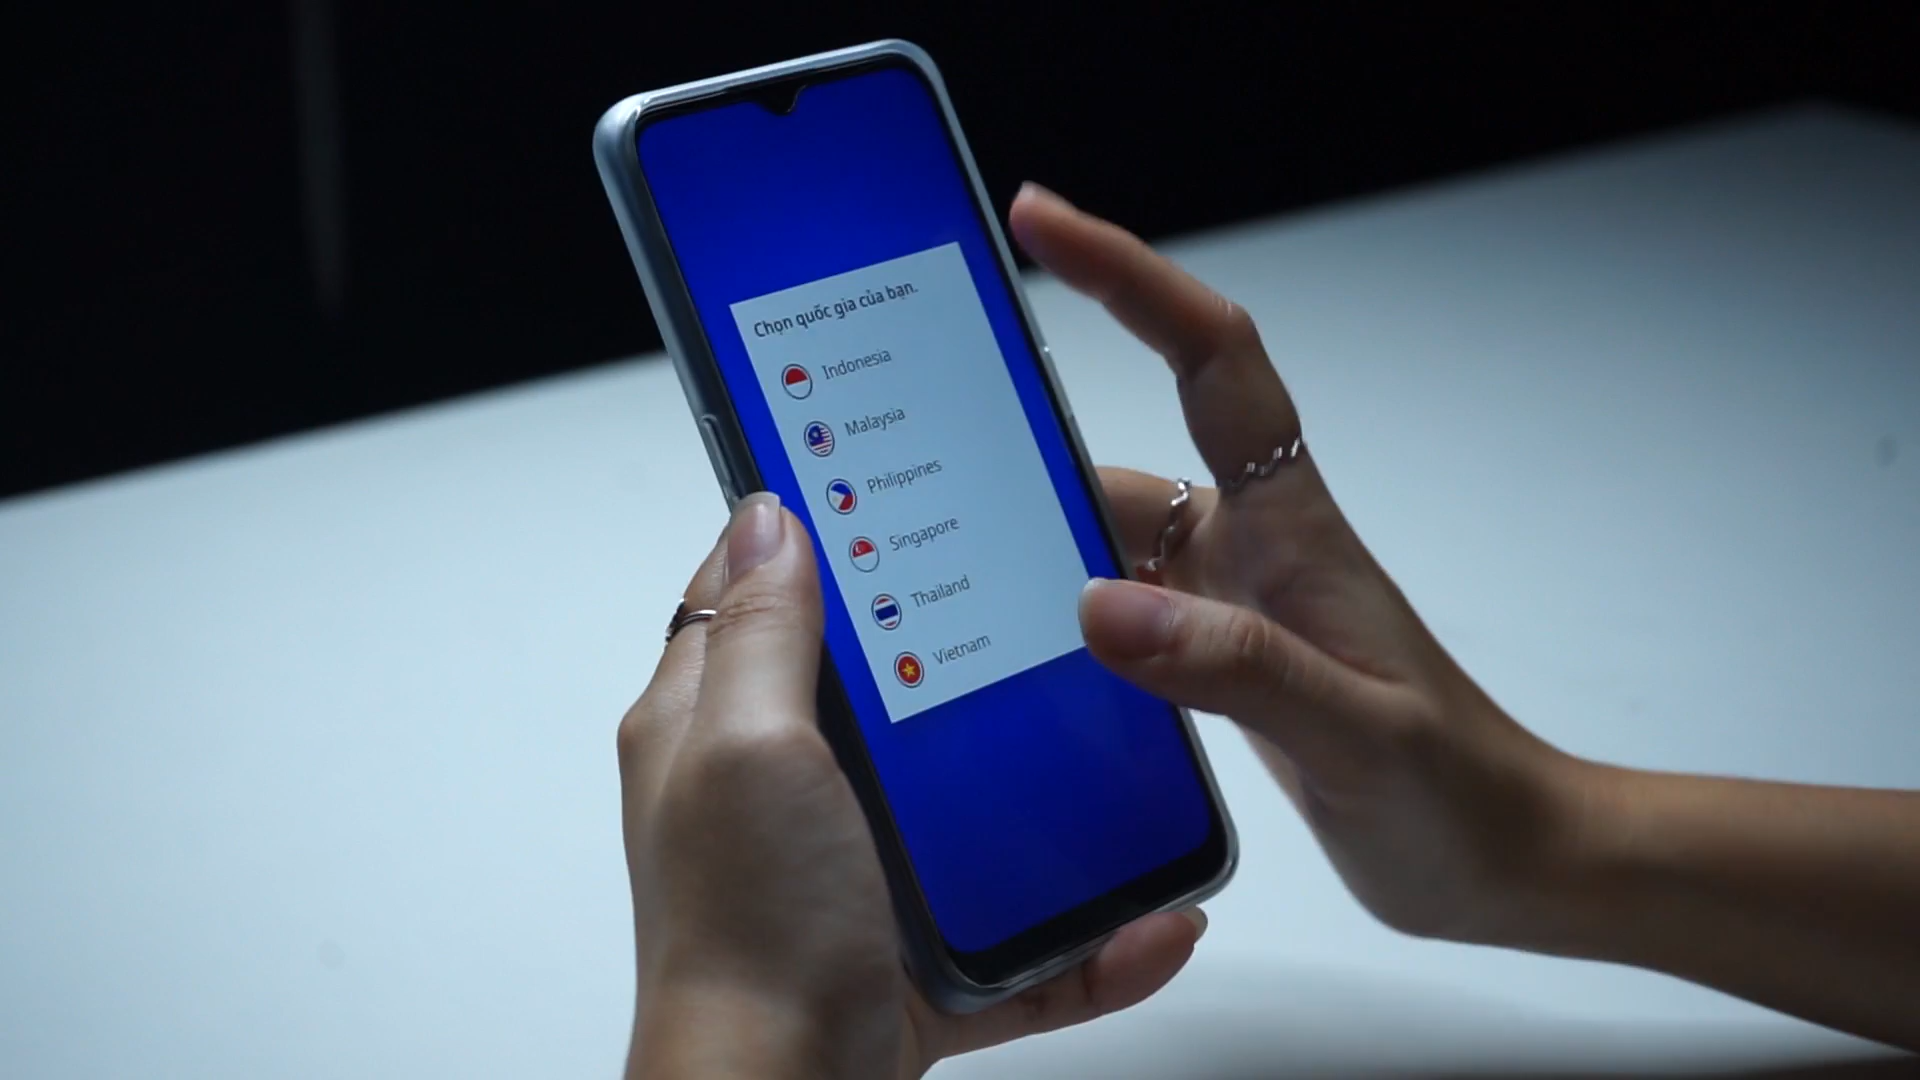 Chọn quốc gia của bạn.
Indonesia
Malaysia
Philippines
Singapore
Thailand
Vietnam